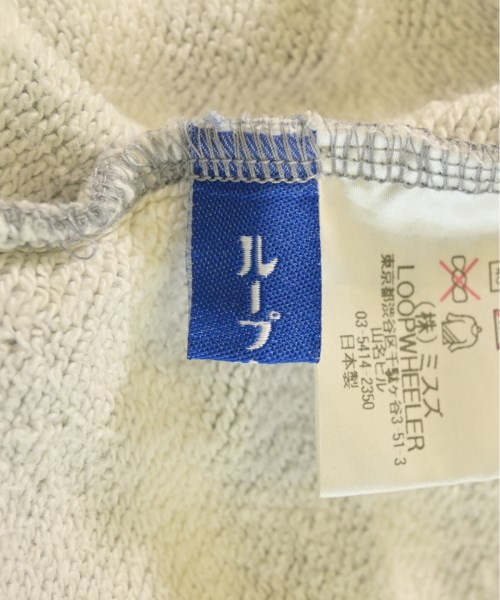 ループ
(株)ミスズ
LOOPWHEELER
東京都渋谷区千駄ケ谷3 51 3
山名ビル
03-5414-2350
日本製